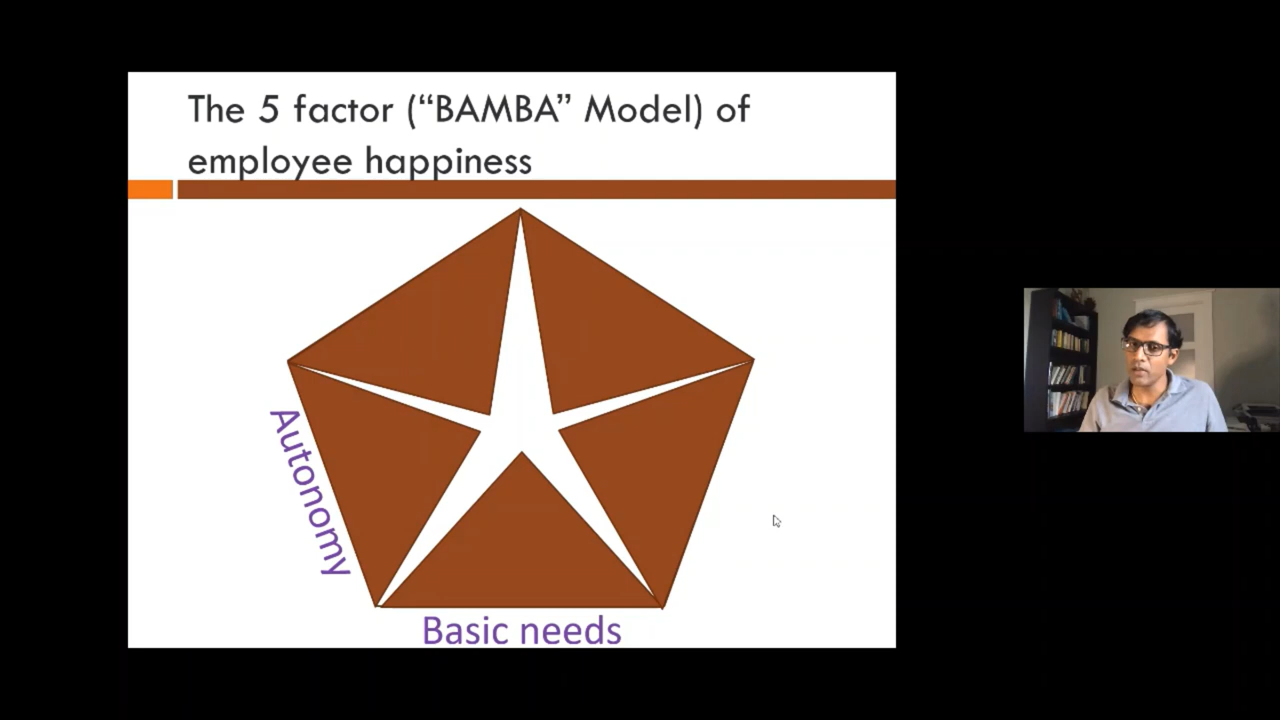 The 5 factor (“BAMBA” Model) of
employee happiness
Autonomy
Basic needs